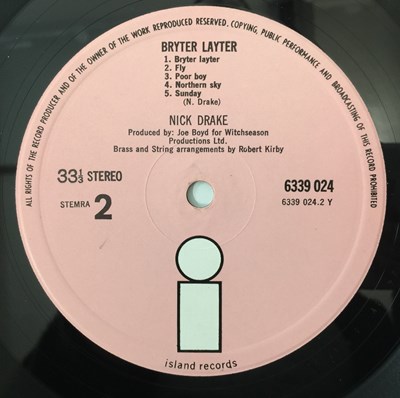 ALL RIGHTS OF THE RECORD PRODUCER AND OF THE OWNER OF THE WORK REPRODUCED RESERVED. COPYING, PUBLIC PERFORMANCE AND BROADCASTING OF THIS RECORD PROHIBITED
BRYTER LAYTER
1. Bryter layter
2. Fly
3. Poor boy
4. Northern sky
5. Sunday
(N. Drake)
NICK DRAKE
Produced by: Joe Boyd for Witchseason
Productions Ltd.
Brass and String arrangements by Robert Kirby
33⅓ STEREO
STEMRA 2
6339 024
6339 024.2 Y
i
island records